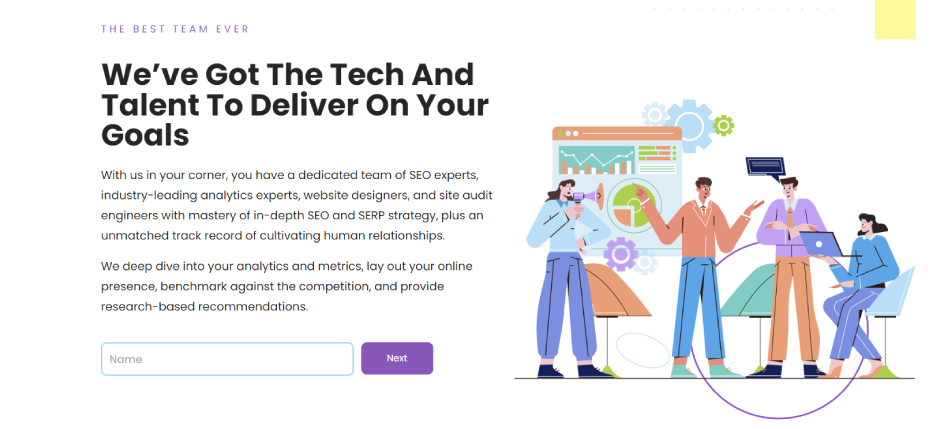 THE BEST TEAM EVER
We’ve Got The Tech And
Talent To Deliver On Your
Goals
With us in your corner, you have a dedicated team of SEO experts,
industry-leading analytics experts, website designers, and site audit
engineers with mastery of in-depth SEO and SERP strategy, plus an
unmatched track record of cultivating human relationships.
We deep dive into your analytics and metrics, lay out your online
presence, benchmark against the competition, and provide
research-based recommendations.
Name
Next